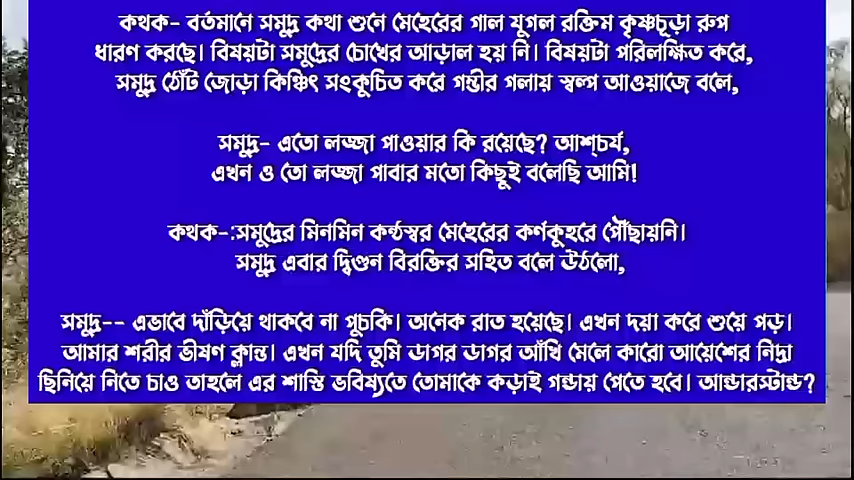 কথক- বর্তমানে সমুদ্র কথা শুনে মেহেরের গাল যুগল রক্তিম কৃষ্ণচূড়া রুপ
ধারণ করছে। বিষয়টা সমুদ্রের চোখের আড়াল হয় নি। বিষয়টা পরিলক্ষিত করে,
সমুদ্র ঠোঁট জোড়া কিঞ্চিৎ সংকুচিত করে গম্ভীর গলায় স্বল্প আওয়াজে বলে,
সমুদ্র- এতো লজ্জা পাওয়ার কি রয়েছে? আশ্চর্য,
এখন ও তো লজ্জা পাবার মতো কিছুই বলেছি আমি!
কথক-:সমুদ্রের মিনমিন কন্ঠস্বর মেহেরের কর্ণকুহরে পৌঁছায়নি।
সমুদ্র এবার দ্বিগুন বিরক্তির সহিত বলে উঠলো,
সমুদ্র-- এভাবে দাঁড়িয়ে থাকবে না পুচকি। অনেক রাত হয়েছে। এখন দয়া করে শুয়ে পড়।
আমার শরীর ভীষণ ক্লান্ত। এখন যদি তুমি ডাগর ডাগর আঁখি মেলে কারো আয়েশের নিদ্রা
ছিনিয়ে নিতে চাও তাহলে এর শাস্তি ভবিষ্যতে তোমাকে কড়াই গন্ডায় পেতে হবে। আন্ডারস্টান্ড?